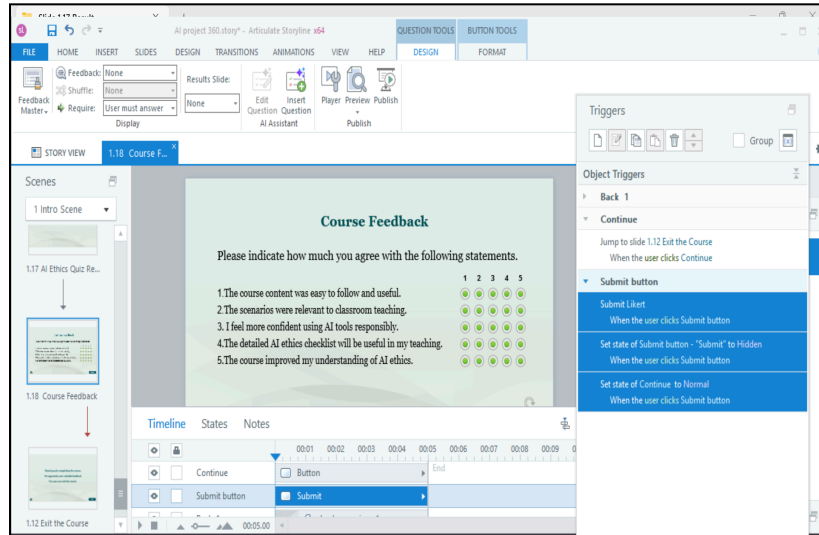 AI project 360.story* - Articulate Storyline x64
QUESTION TOOLS
BUTTON TOOLS
FILE HOME INSERT SLIDES DESIGN TRANSITIONS ANIMATIONS VIEW HELP DESIGN FORMAT
Feedback Master
Feedback: None
Shuffle: None
Require: User must answer
Display
Results Slide:
None
Edit Question
Insert Question
AI Assistant
Player Preview Publish
Publish
STORY VIEW
1.18 Course F...
Scenes
1 Intro Scene
1.17 AI Ethics Quiz Re...
1.18 Course Feedback
1.12 Exit the Course
Course Feedback
Please indicate how much you agree with the following statements.
1 2 3 4 5
1.The course content was easy to follow and useful.
2.The scenarios were relevant to classroom teaching.
3. I feel more confident using AI tools responsibly.
4.The detailed AI ethics checklist will be useful in my teaching.
5.The course improved my understanding of AI ethics.
Timeline States Notes
00:01 00:02 00:03 00:04 00:05 00:06 00:07 00:08 00:09
Continue
Button
End
Submit button
Submit
00:05.00
Triggers
Group
Object Triggers
Back 1
Continue
Jump to slide 1.12 Exit the Course
When the user clicks Continue
Submit button
Submit Likert
When the user clicks Submit button
Set state of Submit button - "Submit" to Hidden
When the user clicks Submit button
Set state of Continue to Normal
When the user clicks Submit button